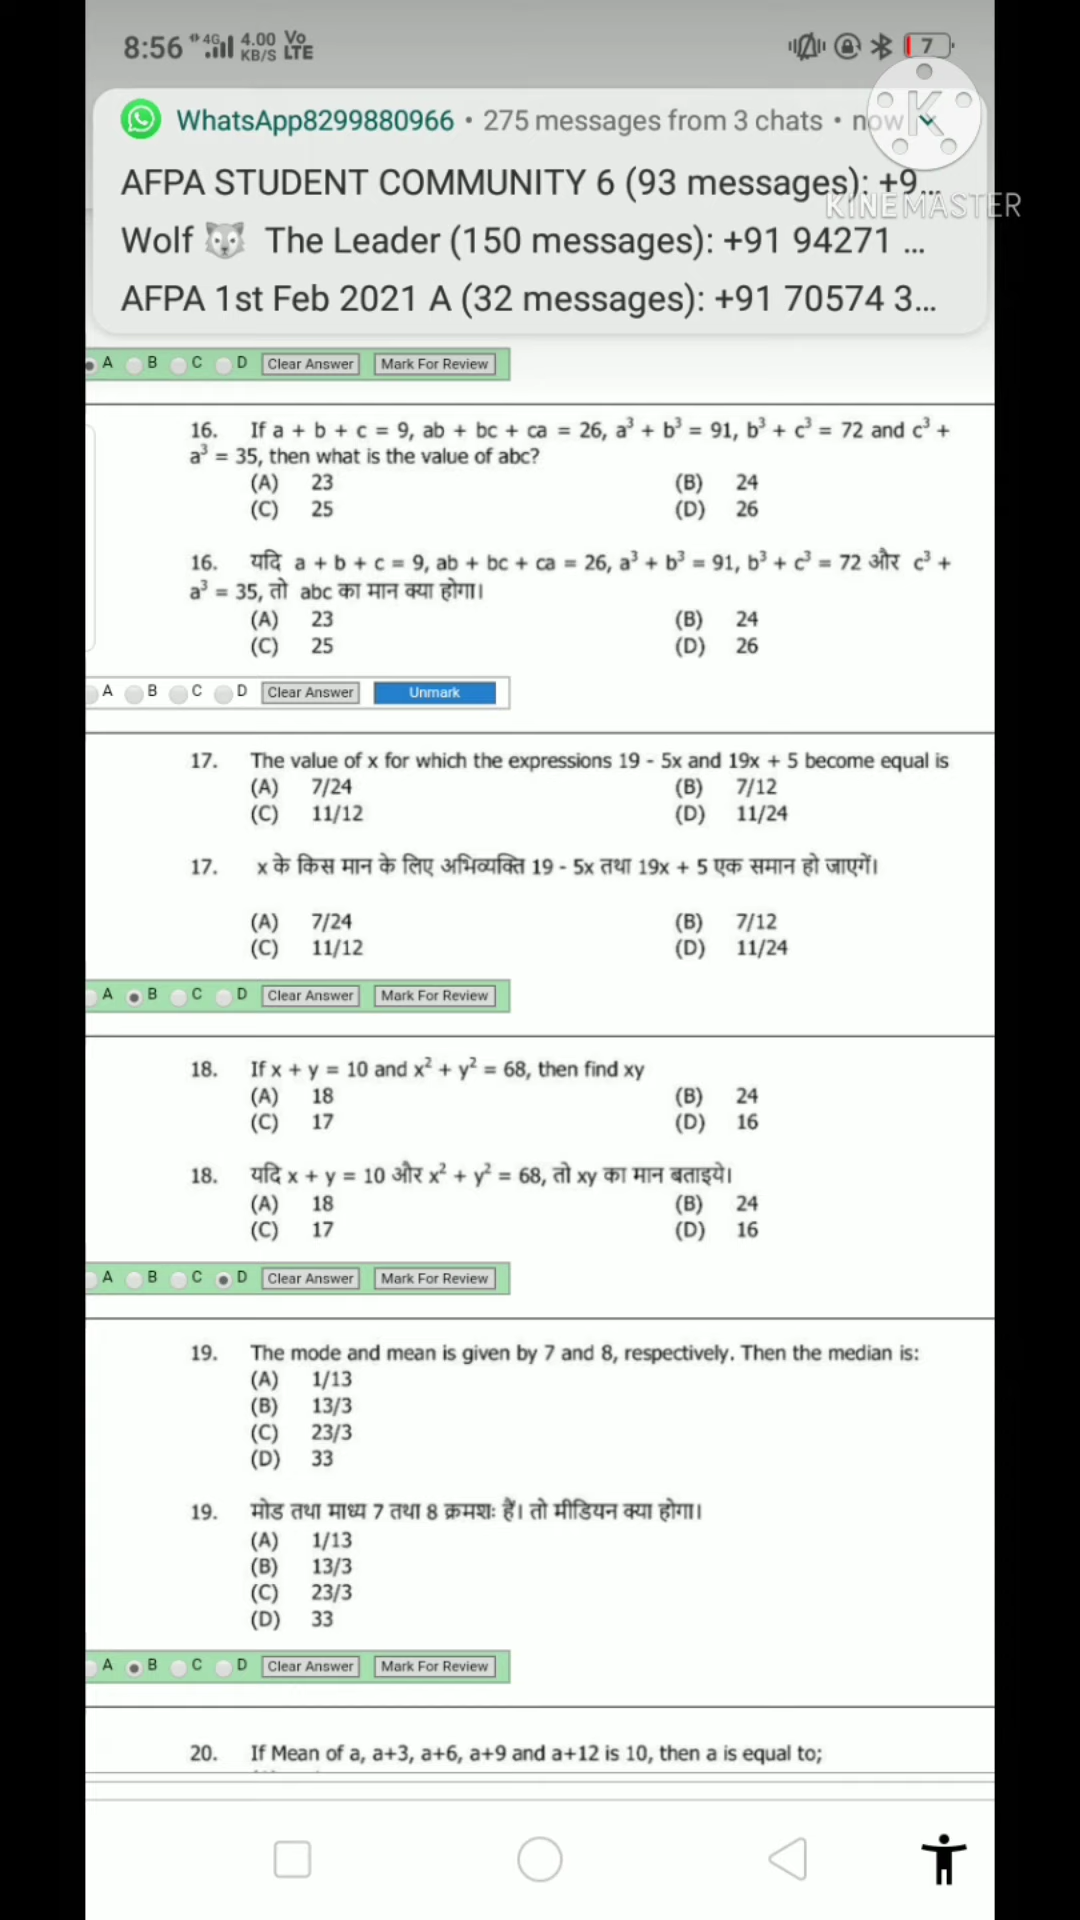 8:56 4G 4.00 KB/S Vo LTE 7
WhatsApp8299880966 • 275 messages from 3 chats • now
K
AFPA STUDENT COMMUNITY 6 (93 messages): +9...
KINEMASTER
Wolf 🐺 The Leader (150 messages): +91 94271 ...
AFPA 1st Feb 2021 A (32 messages): +91 70574 3...
A B C D Clear Answer Mark For Review
16. If a + b + c = 9, ab + bc + ca = 26, a³ + b³ = 91, b³ + c³ = 72 and c³ +
a³ = 35, then what is the value of abc?
(A) 23 (B) 24
(C) 25 (D) 26
16. यदि a + b + c = 9, ab + bc + ca = 26, a³ + b³ = 91, b³ + c³ = 72 और c³ +
a³ = 35, तो abc का मान क्या होगा।
(A) 23 (B) 24
(C) 25 (D) 26
A B C D Clear Answer Unmark
17. The value of x for which the expressions 19 - 5x and 19x + 5 become equal is
(A) 7/24 (B) 7/12
(C) 11/12 (D) 11/24
17. x के किस मान के लिए अभिव्यक्ति 19 - 5x तथा 19x + 5 एक समान हो जाएगें।
(A) 7/24 (B) 7/12
(C) 11/12 (D) 11/24
A B C D Clear Answer Mark For Review
18. If x + y = 10 and x² + y² = 68, then find xy
(A) 18 (B) 24
(C) 17 (D) 16
18. यदि x + y = 10 और x² + y² = 68, तो xy का मान बताइये।
(A) 18 (B) 24
(C) 17 (D) 16
A B C D Clear Answer Mark For Review
19. The mode and mean is given by 7 and 8, respectively. Then the median is:
(A) 1/13
(B) 13/3
(C) 23/3
(D) 33
19. मोड तथा माध्य 7 तथा 8 क्रमशः हैं। तो मीडियन क्या होगा।
(A) 1/13
(B) 13/3
(C) 23/3
(D) 33
A B C D Clear Answer Mark For Review
20. If Mean of a, a+3, a+6, a+9 and a+12 is 10, then a is equal to;